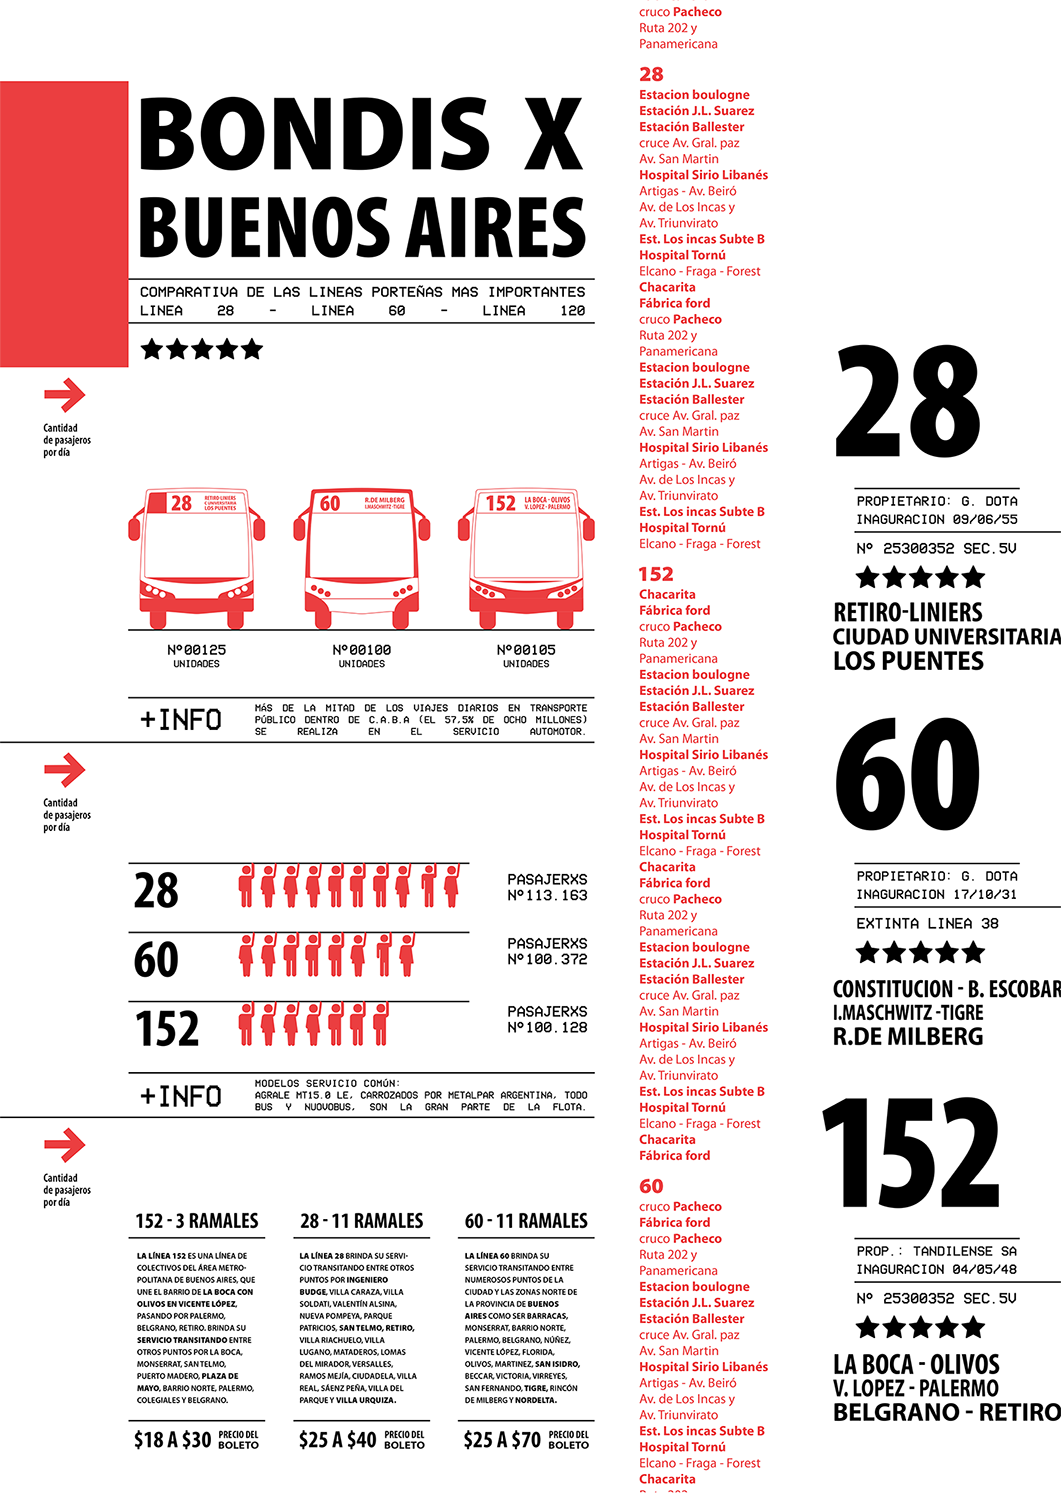 BONDIS X
BUENOS AIRES
COMPARATIVA DE LAS LINEAS PORTEÑAS MAS IMPORTANTES
LINEA 28 - LINEA 60 - LINEA 120
Cantidad
de pasajeros
por día
28
RETIRO-LINIERS
C UNIVERSITARIA
LOS PUENTES
60
R.DE MILBERG
I.MASCHWITZ-TIGRE
152
LA BOCA - OLIVOS
V. LOPEZ - PALERMO
Nº00125
UNIDADES
Nº00100
UNIDADES
Nº00105
UNIDADES
+INFO
MáS DE LA MITAD DE LOS VIAJES DIARIOS EN TRANSPORTE
PÚBLICO DENTRO DE C.A.B.A (EL 57,5% DE OCHO MILLONES)
SE REALIZA EN EL SERVICIO AUTOMOTOR.
Cantidad
de pasajeros
por día
28
PASAJERXS
Nº113.163
60
PASAJERXS
Nº100.372
152
PASAJERXS
Nº100.128
+INFO
MODELOS SERVICIO COMÚN:
AGRALE MT15.0 LE, CARROZADOS POR METALPAR ARGENTINA, TODO
BUS Y NUOVOBUS, SON LA GRAN PARTE DE LA FLOTA.
Cantidad
de pasajeros
por día
152 - 3 RAMALES
LA LÍNEA 152 ES UNA LÍNEA DE
COLECTIVOS DEL ÁREA METRO-
POLITANA DE BUENOS AIRES, QUE
UNE EL BARRIO DE LA BOCA CON
OLIVOS EN VICENTE LÓPEZ,
PASANDO POR PALERMO,
BELGRANO, RETIRO. BRINDA SU
SERVICIO TRANSITANDO ENTRE
OTROS PUNTOS POR LA BOCA,
MONSERRAT, SAN TELMO,
PUERTO MADERO, PLAZA DE
MAYO, BARRIO NORTE, PALERMO,
COLEGIALES Y BELGRANO.
$18 A $30 PRECIO DEL
BOLETO
28 - 11 RAMALES
LA LÍNEA 28 BRINDA SU SERVI-
CIO TRANSITANDO ENTRE OTROS
PUNTOS POR INGENIERO
BUDGE, VILLA CARAZA, VILLA
SOLDATI, VALENTÍN ALSINA,
NUEVA POMPEYA, PARQUE
PATRICIOS, SAN TELMO, RETIRO,
VILLA RIACHUELO, VILLA
LUGANO, MATADEROS, LOMAS
DEL MIRADOR, VERSALLES,
RAMOS MEJÍA, CIUDADELA, VILLA
REAL, SÁENZ PEÑA, VILLA DEL
PARQUE Y VILLA URQUIZA.
$25 A $40 PRECIO DEL
BOLETO
60 - 11 RAMALES
LA LÍNEA 60 BRINDA SU
SERVICIO TRANSITANDO ENTRE
NUMEROSOS PUNTOS DE LA
CIUDAD Y LAS ZONAS NORTE DE
LA PROVINCIA DE BUENOS
AIRES COMO SER BARRACAS,
MONSERRAT, BARRIO NORTE,
PALERMO, BELGRANO, NÚÑEZ,
VICENTE LÓPEZ, FLORIDA,
OLIVOS, MARTINEZ, SAN ISIDRO,
BECCAR, VICTORIA, VIRREYES,
SAN FERNANDO, TIGRE, RINCÓN
DE MILBERG Y NORDELTA.
$25 A $70 PRECIO DEL
BOLETO
cruco Pacheco
Ruta 202 y
Panamericana
28
Estacion boulogne
Estación J.L. Suarez
Estación Ballester
cruce Av. Gral. paz
Av. San Martin
Hospital Sirio Libanés
Artigas - Av. Beiró
Av. de Los Incas y
Av. Triunvirato
Est. Los incas Subte B
Hospital Tornú
Elcano - Fraga - Forest
Chacarita
Fábrica ford
cruco Pacheco
Ruta 202 y
Panamericana
Estacion boulogne
Estación J.L. Suarez
Estación Ballester
cruce Av. Gral. paz
Av. San Martin
Hospital Sirio Libanés
Artigas - Av. Beiró
Av. de Los Incas y
Av. Triunvirato
Est. Los incas Subte B
Hospital Tornú
Elcano - Fraga - Forest
152
Chacarita
Fábrica ford
cruco Pacheco
Ruta 202 y
Panamericana
Estacion boulogne
Estación J.L. Suarez
Estación Ballester
cruce Av. Gral. paz
Av. San Martin
Hospital Sirio Libanés
Artigas - Av. Beiró
Av. de Los Incas y
Av. Triunvirato
Est. Los incas Subte B
Hospital Tornú
Elcano - Fraga - Forest
Chacarita
Fábrica ford
cruco Pacheco
Ruta 202 y
Panamericana
Estacion boulogne
Estación J.L. Suarez
Estación Ballester
cruce Av. Gral. paz
Av. San Martin
Hospital Sirio Libanés
Artigas - Av. Beiró
Av. de Los Incas y
Av. Triunvirato
Est. Los incas Subte B
Hospital Tornú
Elcano - Fraga - Forest
Chacarita
Fábrica ford
60
cruco Pacheco
Fábrica ford
cruco Pacheco
Ruta 202 y
Panamericana
Estacion boulogne
Estación J.L. Suarez
Estación Ballester
cruce Av. Gral. paz
Av. San Martin
Hospital Sirio Libanés
Artigas - Av. Beiró
Av. de Los Incas y
Av. Triunvirato
Est. Los incas Subte B
Hospital Tornú
Elcano - Fraga - Forest
Chacarita
28
PROPIETARIO: G. DOTA
INAGURACION 09/06/55
Nº 25300352 SEC.5V
RETIRO-LINIERS
CIUDAD UNIVERSITARIA
LOS PUENTES
60
PROPIETARIO: G. DOTA
INAGURACION 17/10/31
EXTINTA LINEA 38
CONSTITUCION - B. ESCOBAR
I.MASCHWITZ -TIGRE
R.DE MILBERG
152
PROP.: TANDILENSE SA
INAGURACION 04/05/48
Nº 25300352 SEC.5V
LA BOCA - OLIVOS
V. LOPEZ - PALERMO
BELGRANO - RETIRO